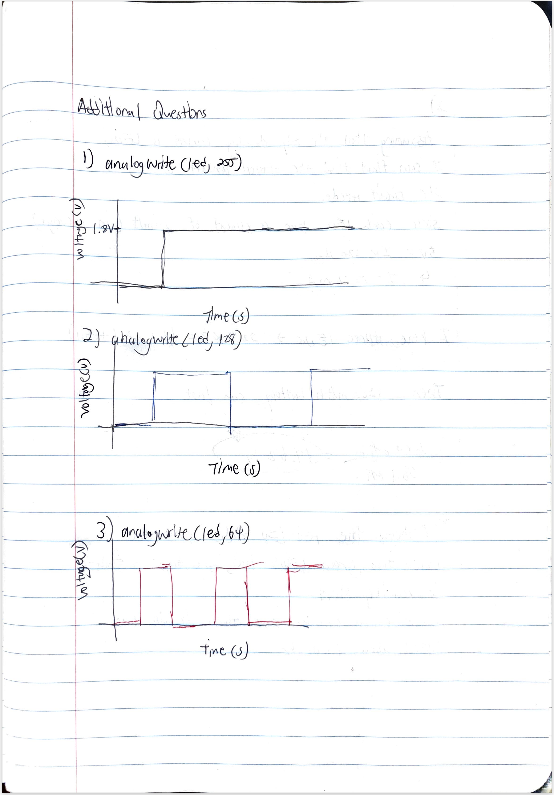 Additional Questions
1) analogwrite (led, 255)
voltage (v)
1.8V
Time (s)
2) analogwrite (led, 128)
voltage (v)
Time (s)
3) analogwrite (led, 64)
voltage (v)
time (s)